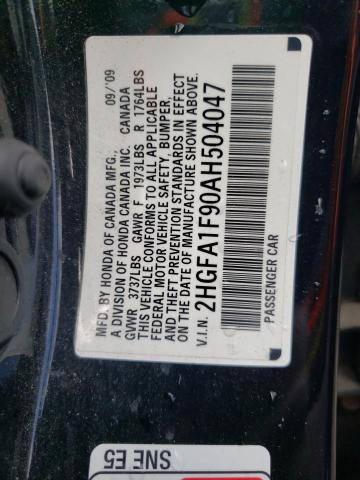 MFD. BY HONDA OF CANADA MFG., 09/'09
A DIVISION OF HONDA CANADA INC. CANADA
GVWR 3737LBS GAWR F 1973LBS R 1764LBS
THIS VEHICLE CONFORMS TO ALL APPLICABLE
FEDERAL MOTOR VEHICLE SAFETY, BUMPER,
AND THEFT PREVENTION STANDARDS IN EFFECT
ON THE DATE OF MANUFACTURE SHOWN ABOVE.
V.I.N. 2HGFA1F90AH504047
PASSENGER CAR
SNE E5